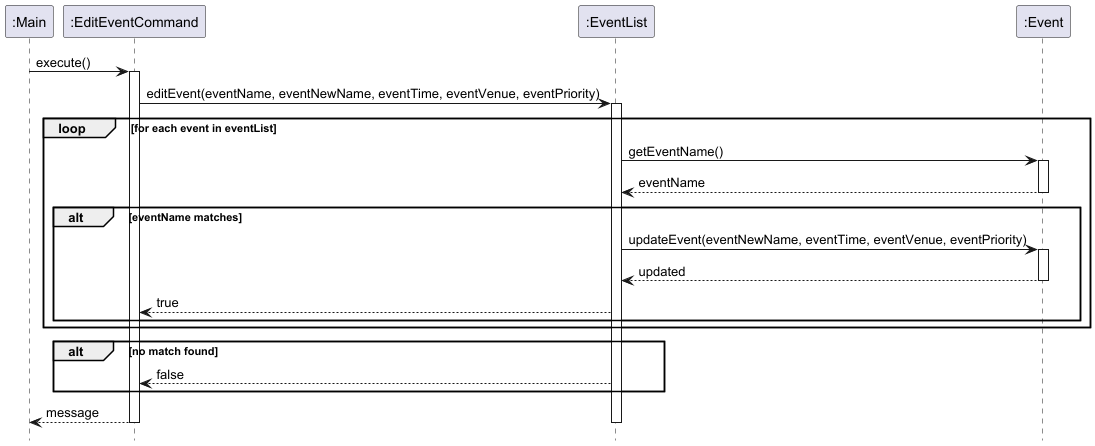 :Main
:EditEventCommand
:EventList
:Event
execute()
editEvent(eventName, eventNewName, eventTime, eventVenue, eventPriority)
loop
[for each event in eventList]
getEventName()
eventName
alt
[eventName matches]
updateEvent(eventNewName, eventTime, eventVenue, eventPriority)
updated
true
alt
[no match found]
false
message